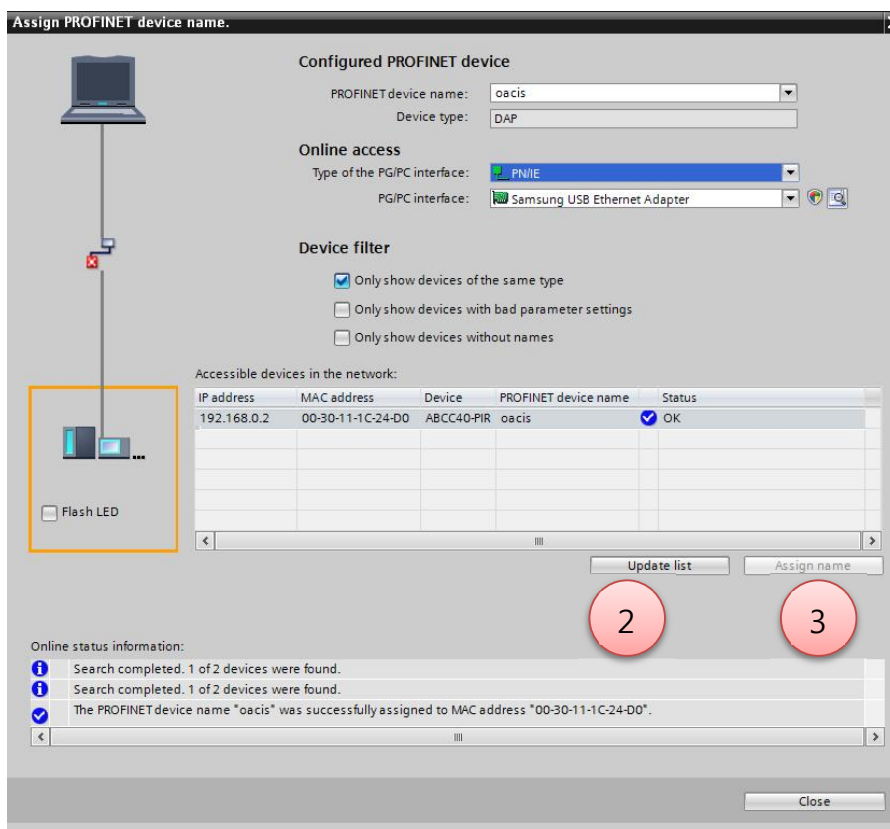 Assign PROFINET device name.
Configured PROFINET device
PROFINET device name: oacis
Device type: DAP
Online access
Type of the PG/PC interface: PN/IE
PG/PC interface: Samsung USB Ethernet Adapter
Device filter
Only show devices of the same type
Only show devices with bad parameter settings
Only show devices without names
Accessible devices in the network:
IP address MAC address Device PROFINET device name Status
192.168.0.2 00-30-11-1C-24-D0 ABCC40-PIR oacis OK
...
Flash LED
Update list Assign name
2 3
Online status information:
Search completed. 1 of 2 devices were found.
Search completed. 1 of 2 devices were found.
The PROFINET device name "oacis" was successfully assigned to MAC address "00-30-11-1C-24-D0".
Close